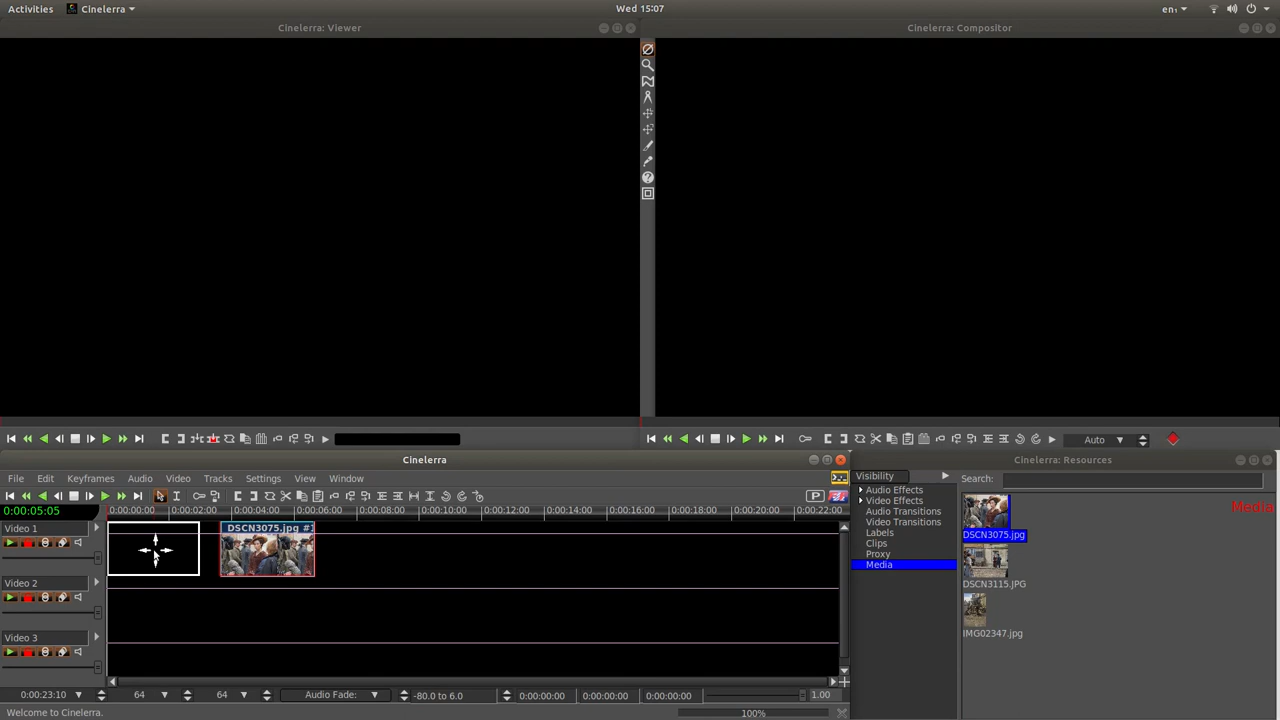 Activities Cinelerra Wed 15:07 en₁
Cinelerra: Viewer Cinelerra: Compositor
Auto
Cinelerra Cinelerra: Resources
File Edit Keyframes Audio Video Tracks Settings View Window
Visibility Search:
Audio Effects
Video Effects
Audio Transitions
Video Transitions
Labels
Clips
Proxy
Media
DSCN3075.jpg
DSCN3115.JPG
IMG02347.jpg
Media
P
0:00:05:05 0:00:00:00 0:00:02:00 0:00:04:00 0:00:06:00 0:00:08:00 0:00:10:00 0:00:12:00 0:00:14:00 0:00:16:00 0:00:18:00 0:00:20:00 0:00:22:00
Video 1 DSCN3075.jpg #1
Video 2
Video 3
0:00:23:10 64 64 Audio Fade: -80.0 to 6.0 0:00:00:00 0:00:00:00 0:00:00:00 1.00
Welcome to Cinelerra. 100%